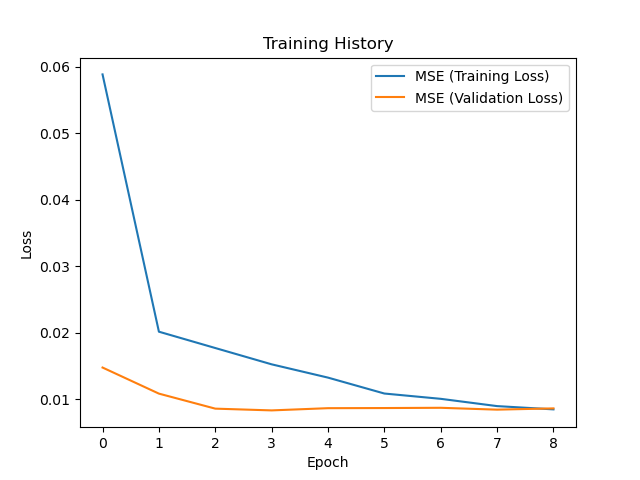 Training History
MSE (Training Loss)
MSE (Validation Loss)
0.06
0.05
0.04
0.03
0.02
0.01
Loss
0 1 2 3 4 5 6 7 8
Epoch